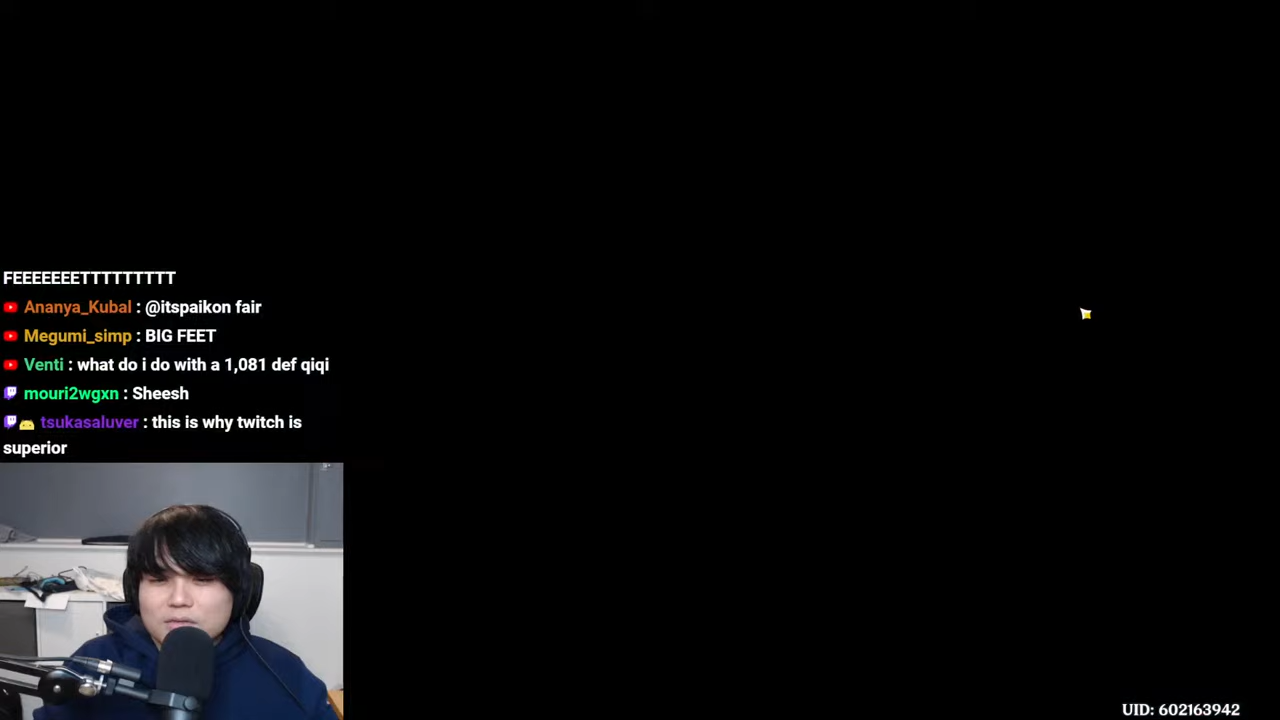 FEEEEEEETTTTTTTTT
Ananya_Kubal : @itspaikon fair
Megumi_simp : BIG FEET
Venti : what do i do with a 1,081 def qiqi
mouri2wgxn : Sheesh
tsukasaluver : this is why twitch is
superior
UID: 602163942